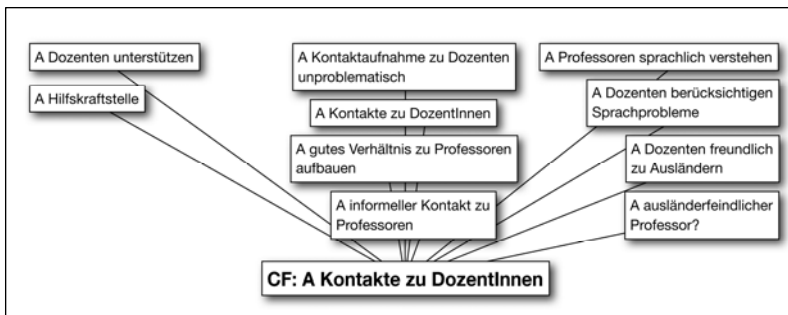 A Dozenten unterstützen
A Hilfskraftstelle
A Kontaktaufnahme zu Dozenten
unproblematisch
A Kontakte zu DozentInnen
A gutes Verhältnis zu Professoren
aufbauen
A informeller Kontakt zu
Professoren
A Professoren sprachlich verstehen
A Dozenten berücksichtigen
Sprachprobleme
A Dozenten freundlich
zu Ausländern
A ausländerfeindlicher
Professor?
CF: A Kontakte zu DozentInnen